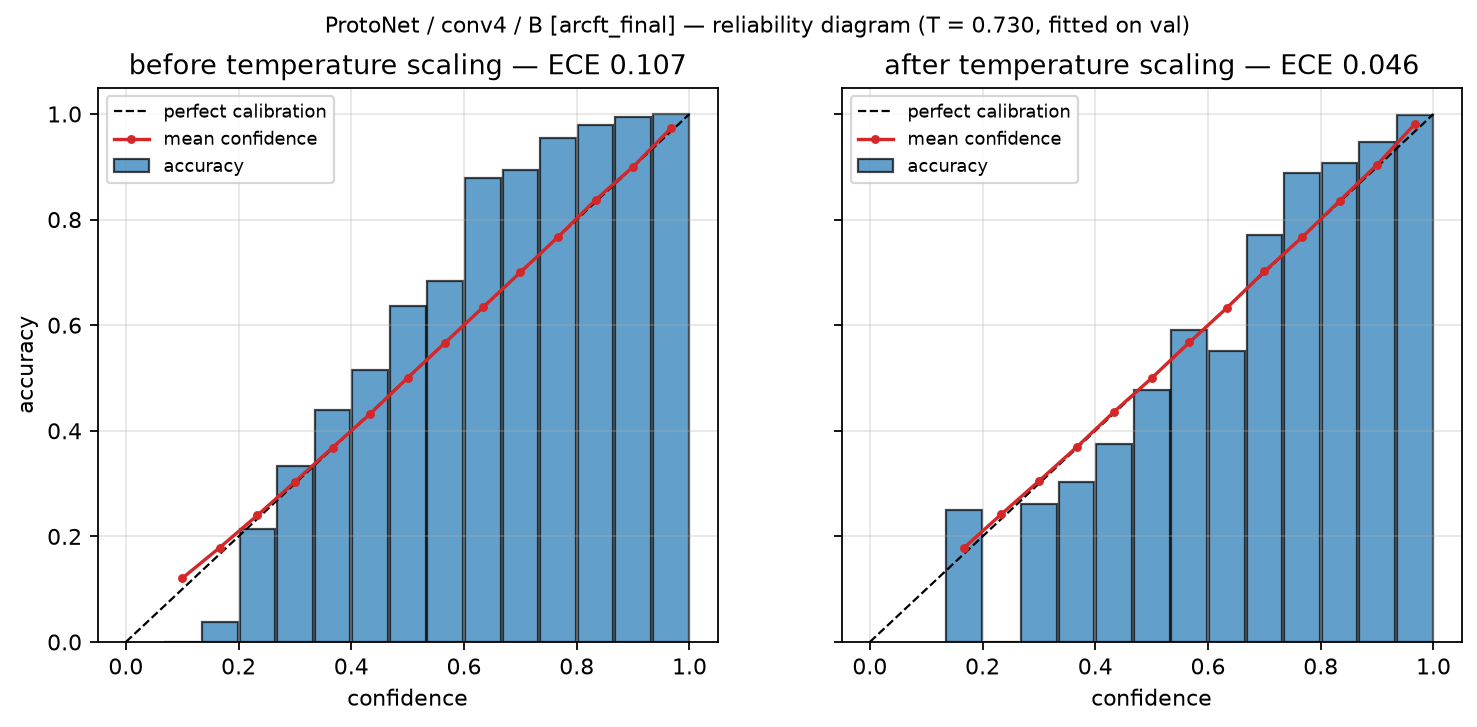 ProtoNet / conv4 / B [arcft_final] — reliability diagram (T = 0.730, fitted on val)
before temperature scaling — ECE 0.107
perfect calibration
mean confidence
accuracy
1.0
0.8
0.6
0.4
0.2
0.0
accuracy
0.0 0.2 0.4 0.6 0.8 1.0
confidence
after temperature scaling — ECE 0.046
perfect calibration
mean confidence
accuracy
0.0 0.2 0.4 0.6 0.8 1.0
confidence